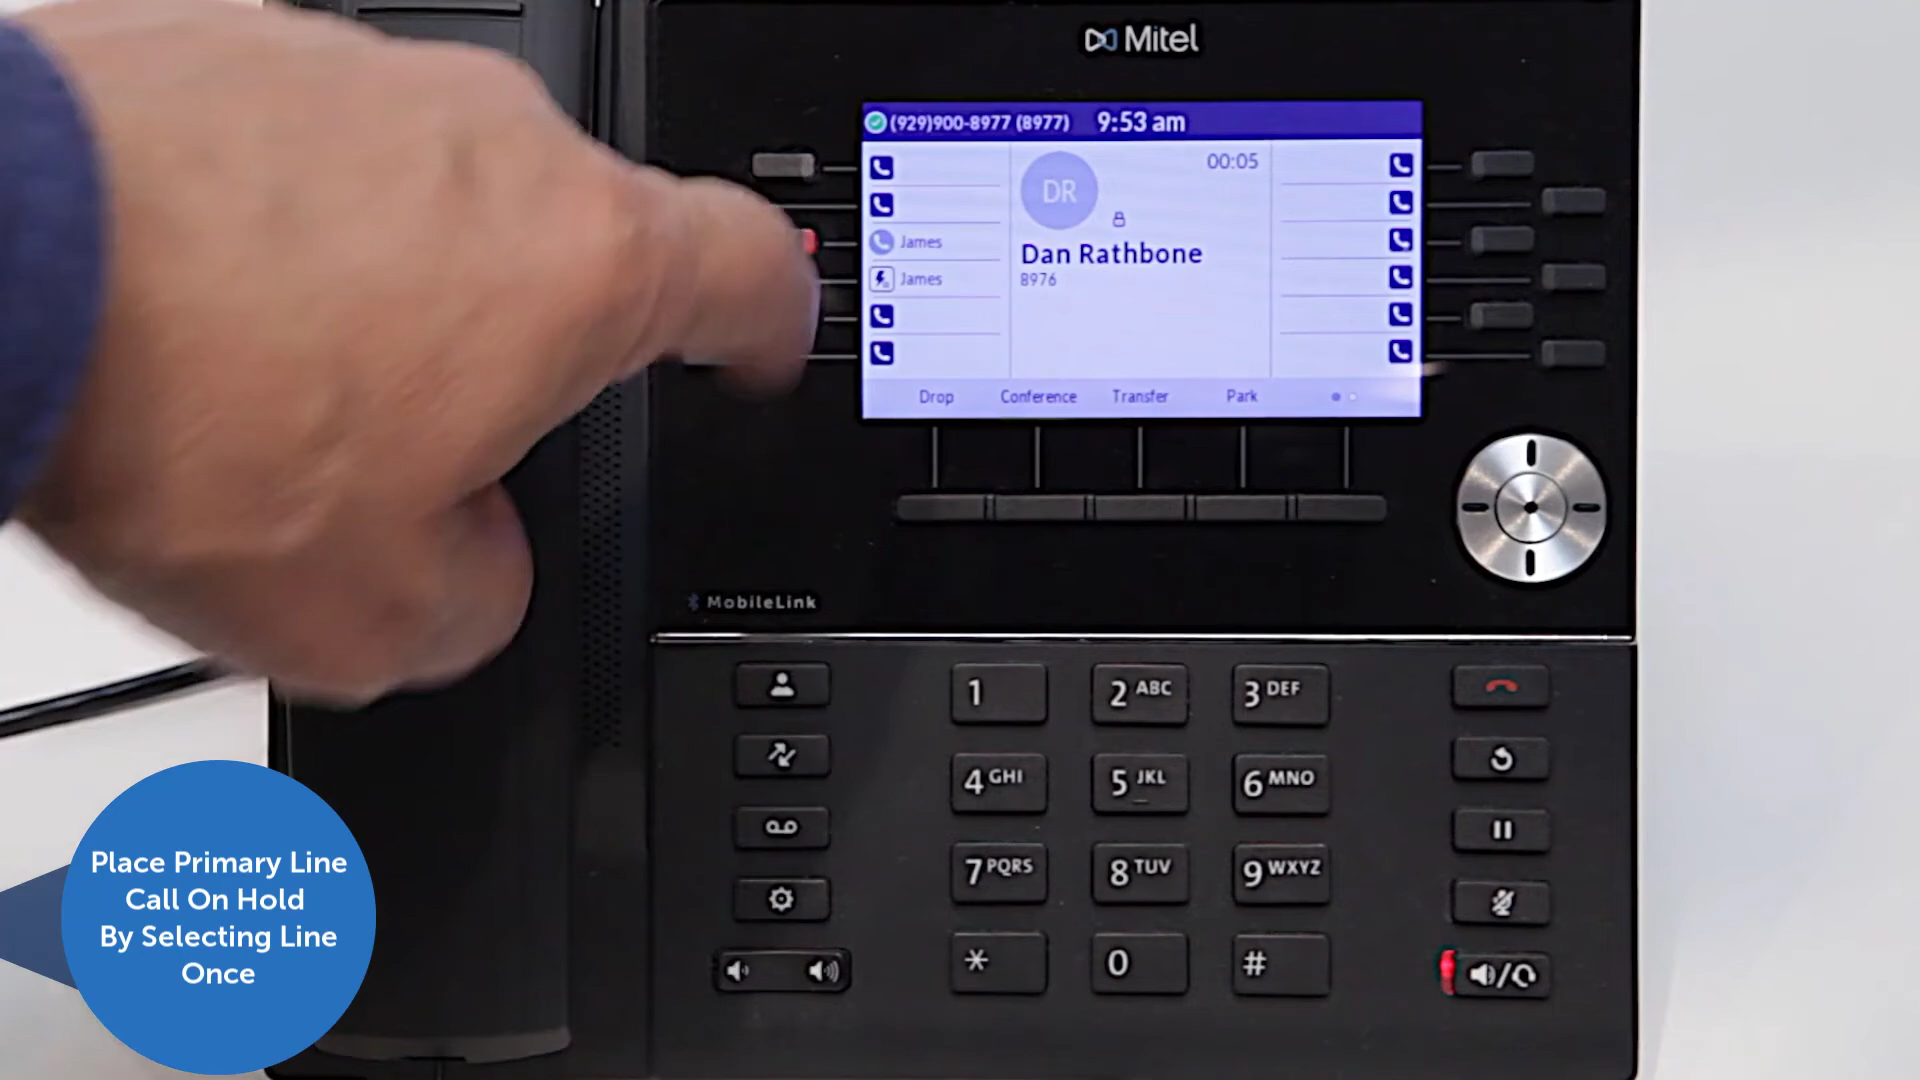 Mitel
(929)900-8977 (8977) 9:53 am
DR
00:05
James
James
Dan Rathbone
8976
Drop Conference Transfer Park
MobileLink
1 2 ABC 3 DEF
4 GHI 5 JKL 6 MNO
7 PQRS 8 TUV 9 WXYZ
* 0 #
Place Primary Line
Call On Hold
By Selecting Line
Once